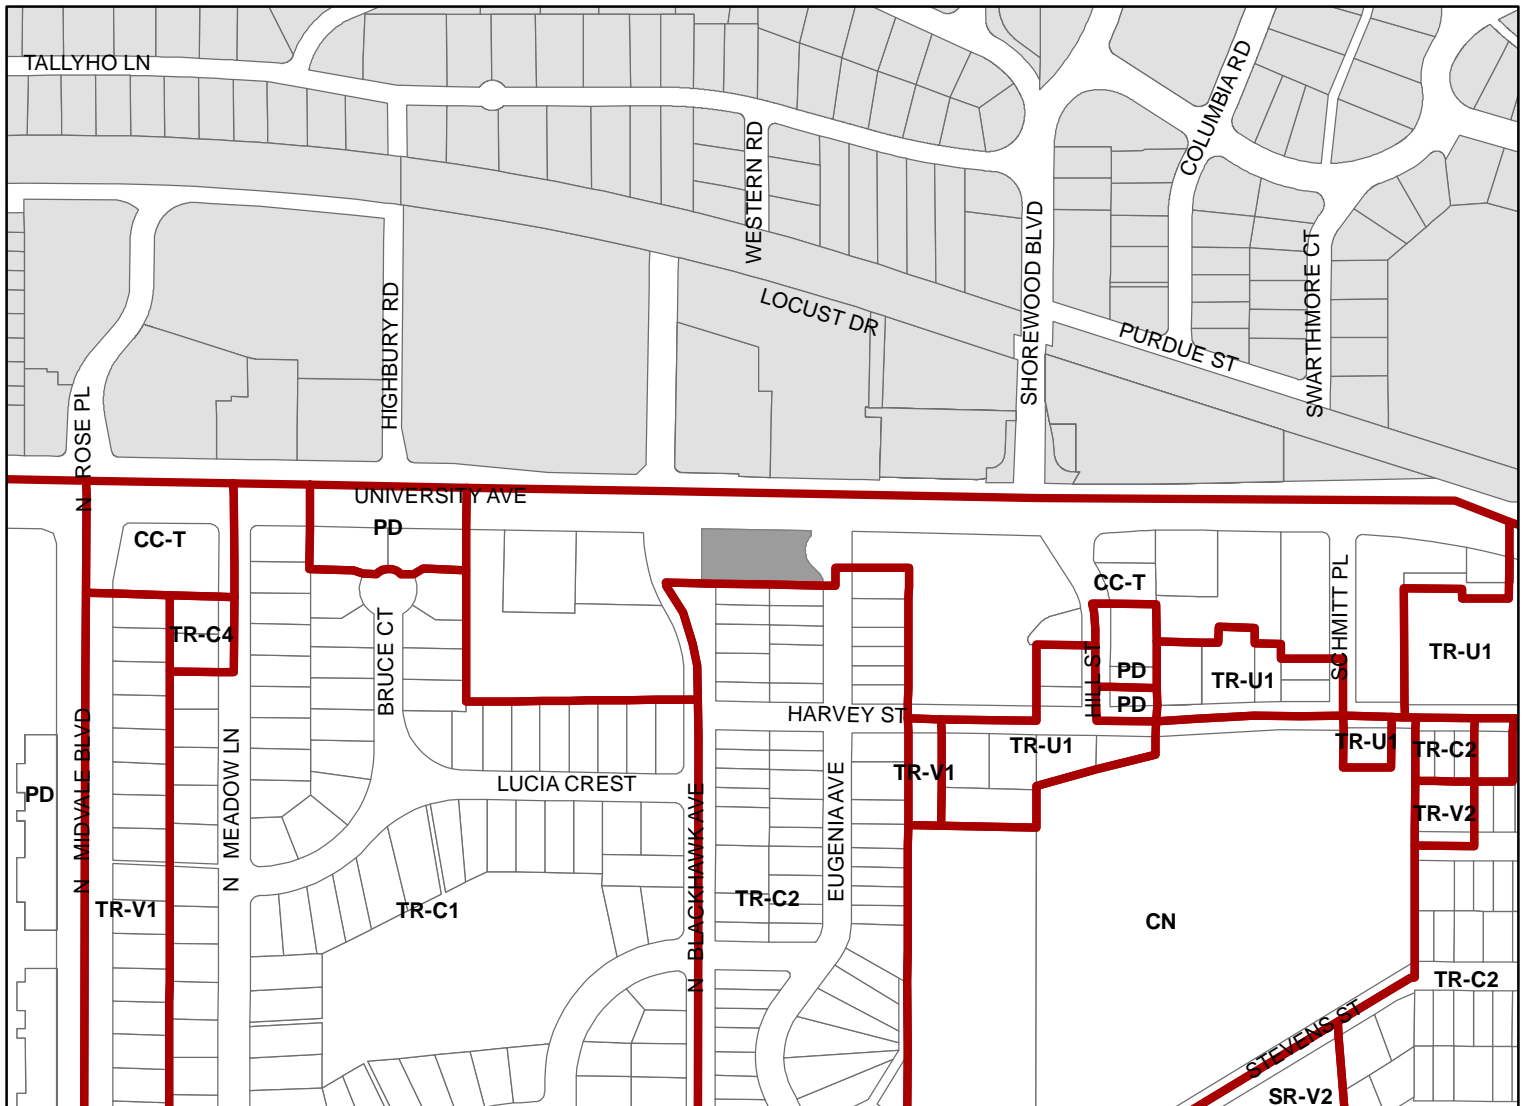 TALLYHO LN
COLUMBIA RD
WESTERN RD
SHOREWOOD BLVD
SWARTHMORE CT
HIGHBURY RD
LOCUST DR
PURDUE ST
N ROSE PL
UNIVERSITY AVE
PD
CC-T
CC-T
SCHMITT PL
TR-C4
BRUCE CT
HILL ST
PD
TR-U1
TR-U1
PD
HARVEY ST
TR-U1
TR-U1
TR-C2
N MIDVALE BLVD
N MEADOW LN
TR-V1
LUCIA CREST
PD
N BLACKHAWK AVE
EUGENIA AVE
TR-V2
TR-V1
TR-C1
TR-C2
CN
TR-C2
STEVENS ST
SR-V2